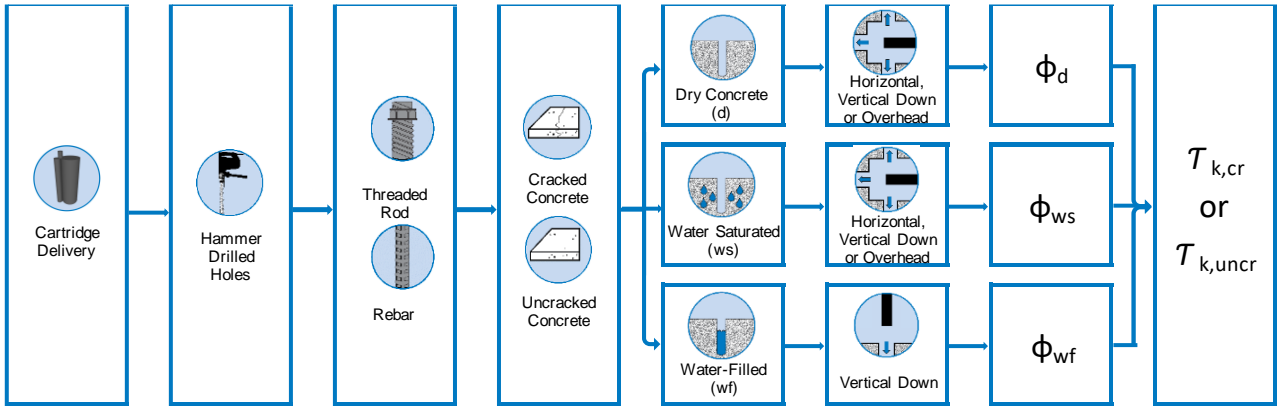 Cartridge
Delivery
Hammer
Drilled
Holes
Threaded
Rod
Rebar
Cracked
Concrete
Uncracked
Concrete
Dry Concrete
(d)
Horizontal,
Vertical Down
or Overhead
ϕd
Water Saturated
(ws)
Horizontal,
Vertical Down
or Overhead
ϕws
Water-Filled
(wf)
Vertical Down
ϕwf
τk,cr
or
τk,uncr